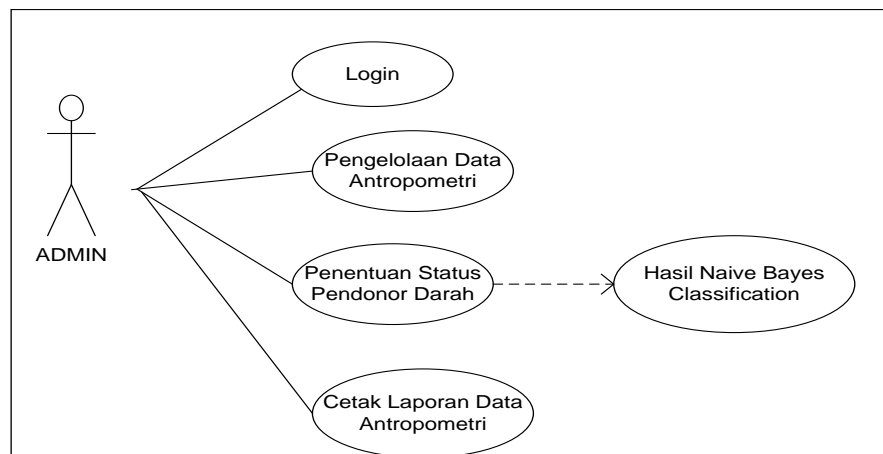 Login
Pengelolaan Data
Antropometri
ADMIN
Penentuan Status
Pendonor Darah
Hasil Naive Bayes
Classification
Cetak Laporan Data
Antropometri